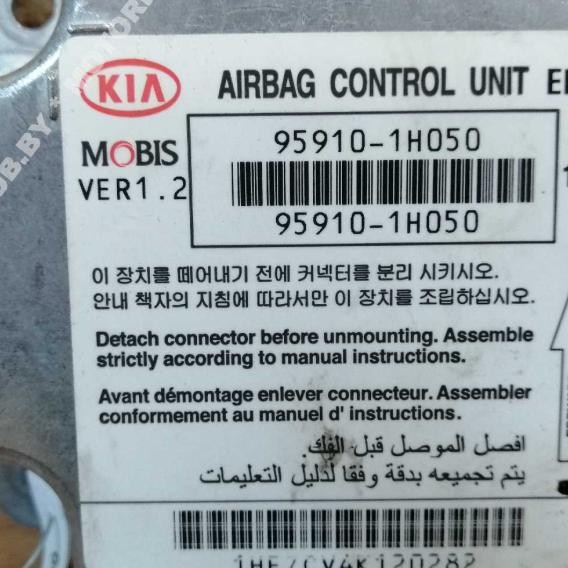 KIA
AIRBAG CONTROL UNIT
MOBIS
95910-1H050
VER1.2
95910-1H050
이 장치를 떼어내기 전에 커넥터를 분리 시키시오.
안내 책자의 지침에 따라서만 이 장치를 조립하십시오.
Detach connector before unmounting. Assemble
strictly according to manual instructions.
Avant démontage enlever connecteur. Assembler
conformement au manuel d' instructions.
افصل الموصل قبل الفك.
يتم تجميعه بدقة وفقا لدليل التعليمات